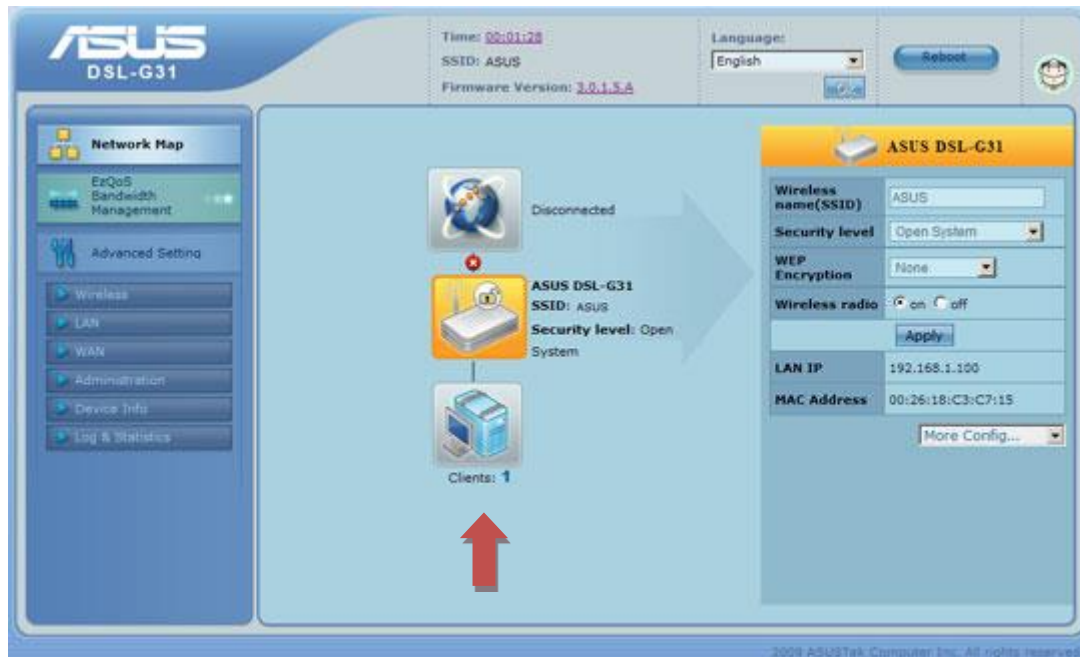 ASUS
DSL-G31
Time: 00:01:28
SSID: ASUS
Firmware Version: 3.0.1.5.A
Language:
English
Reboot
Network Map
EzQoS
Bandwidth
Management
Advanced Setting
Wireless
LAN
WAN
Administration
Device Info
Log & Statistics
Disconnected
ASUS DSL-G31
SSID: ASUS
Security level: Open
System
Clients: 1
ASUS DSL-G31
Wireless
name(SSID)
ASUS
Security level
Open System
WEP
Encryption
None
Wireless radio
on off
Apply
LAN IP
192.168.1.100
MAC Address
00:26:18:C3:C7:15
More Config...
2009 ASUSTek Computer Inc. All rights reserved